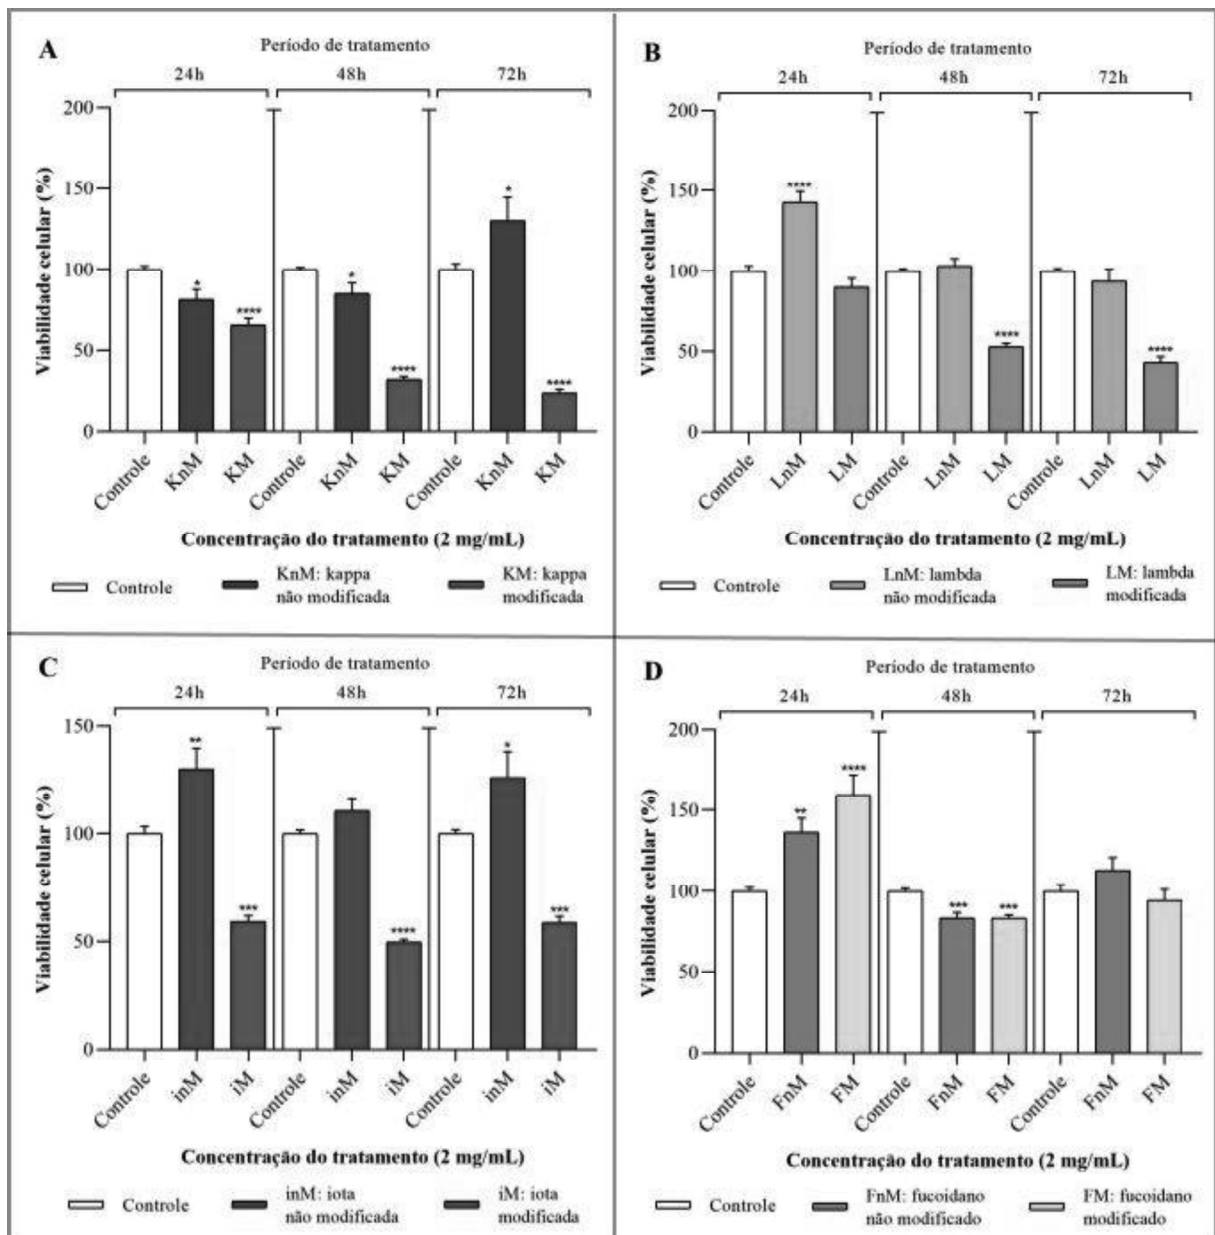 A
Período de tratamento
24h 48h 72h
Viabilidade celular (%)
200
150
100
50
0
* **** * **** * ****
Controle KnM KM Controle KnM KM Controle KnM KM
Concentração do tratamento (2 mg/mL)
Controle
KnM: kappa
não modificada
KM: kappa
modificada
B
Período de tratamento
24h 48h 72h
Viabilidade celular (%)
200
150
100
50
0
**** **** ****
Controle LnM LM Controle LnM LM Controle LnM LM
Concentração do tratamento (2 mg/mL)
Controle
LnM: lambda
não modificada
LM: lambda
modificada
C
Período de tratamento
24h 48h 72h
Viabilidade celular (%)
150
100
50
0
** *** **** * ***
Controle inM iM Controle inM iM Controle inM iM
Concentração do tratamento (2 mg/mL)
Controle
inM: iota
não modificada
iM: iota
modificada
D
Período de tratamento
24h 48h 72h
Viabilidade celular (%)
200
150
100
50
0
** **** *** ***
Controle FnM FM Controle FnM FM Controle FnM FM
Concentração do tratamento (2 mg/mL)
Controle
FnM: fucoidano
não modificado
FM: fucoidano
modificado